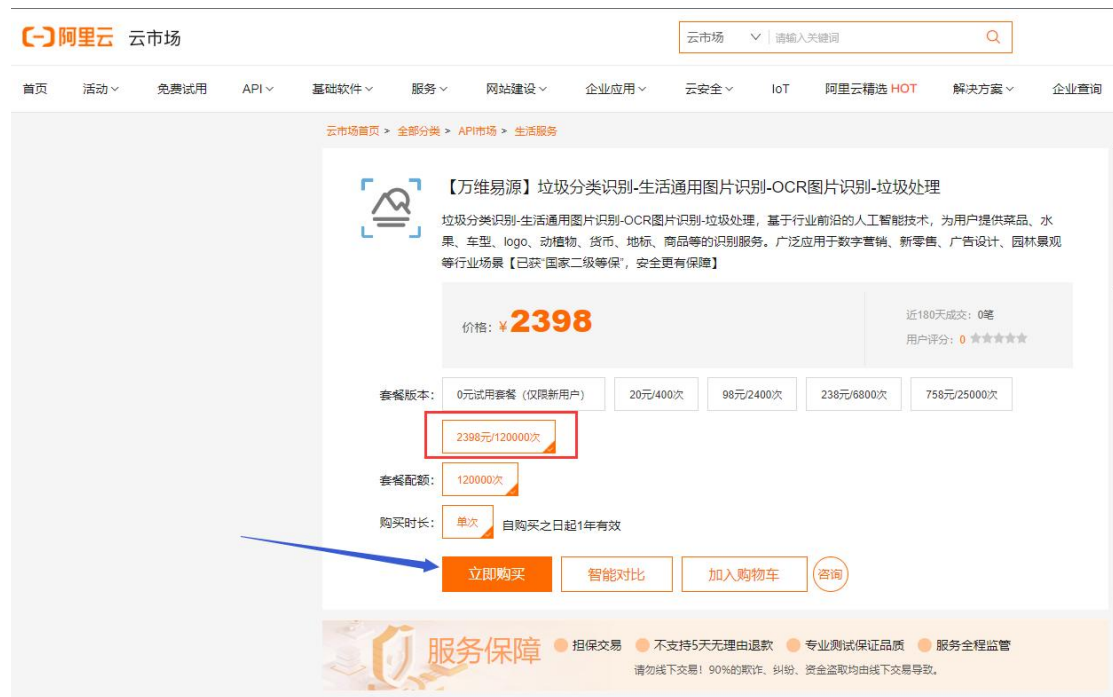 阿里云 云市场
云市场 请输入关键词
首页 活动 免费试用 API 基础软件 服务 网站建设 企业应用 云安全 IoT 阿里云精选 HOT 解决方案 企业查询
云市场首页 > 全部分类 > API市场 > 生活服务
【万维易源】垃圾分类识别-生活通用图片识别-OCR图片识别-垃圾处理
垃圾分类识别-生活通用图片识别-OCR图片识别-垃圾处理，基于行业前沿的人工智能技术，为用户提供菜品、水
果、车型、logo、动植物、货币、地标、商品等的识别服务。广泛应用于数字营销、新零售、广告设计、园林景观
等行业场景【已获“国家二级等保”，安全更有保障】
价格：¥2398
近180天成交：0笔
用户评分：0
套餐版本： 0元试用套餐（仅限新用户） 20元/400次 98元/2400次 238元/6800次 758元/25000次
2398元/120000次
套餐配额： 120000次
购买时长： 单次 自购买之日起1年有效
立即购买 智能对比 加入购物车 咨询
服务保障 担保交易 不支持5天无理由退款 专业测试保证品质 服务全程监管
请勿线下交易！90%的欺诈、纠纷、资金盗取均由线下交易导致。